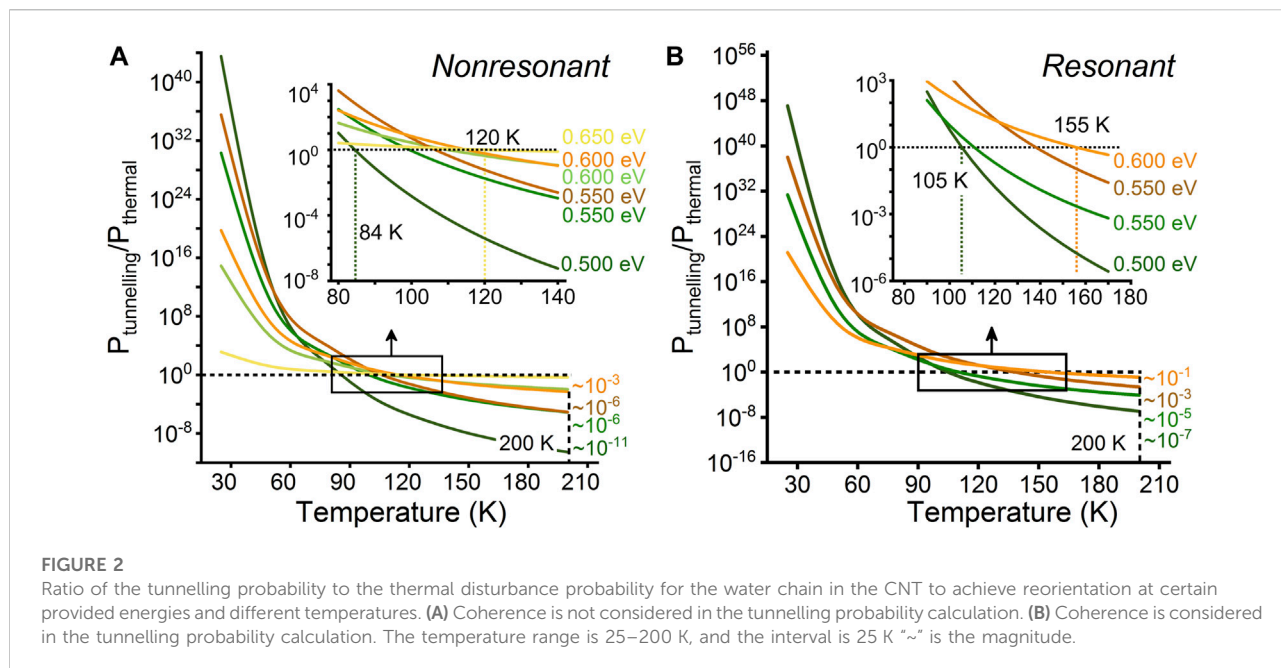 A
Nonresonant
P_tunnelling/P_thermal
10^40
10^32
10^24
10^16
10^8
10^0
10^-8
30 60 90 120 150 180 210
Temperature (K)
10^4
10^0
10^-4
10^-8
80 100 120 140
120 K
84 K
0.650 eV
0.600 eV
0.600 eV
0.550 eV
0.550 eV
0.500 eV
~10^-3
~10^-6
~10^-6
~10^-11
200 K
B
Resonant
P_tunnelling/P_thermal
10^56
10^48
10^40
10^32
10^24
10^16
10^8
10^0
10^-8
10^-16
30 60 90 120 150 180 210
Temperature (K)
10^3
10^0
10^-3
10^-6
80 100 120 140 160 180
155 K
105 K
0.600 eV
0.550 eV
0.550 eV
0.500 eV
~10^-1
~10^-3
~10^-5
~10^-7
200 K
FIGURE 2
Ratio of the tunnelling probability to the thermal disturbance probability for the water chain in the CNT to achieve reorientation at certain
provided energies and different temperatures. (A) Coherence is not considered in the tunnelling probability calculation. (B) Coherence is considered
in the tunnelling probability calculation. The temperature range is 25–200 K, and the interval is 25 K “~” is the magnitude.